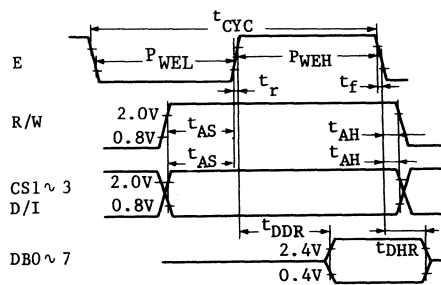 tCYC
E
PWEL
PWEH
tr
tf
R/W
2.0V
0.8V
tAS
tAH
tAS
tAH
CS1~3
D/I
2.0V
0.8V
tDDR
tDHR
DB0~7
2.4V
0.4V